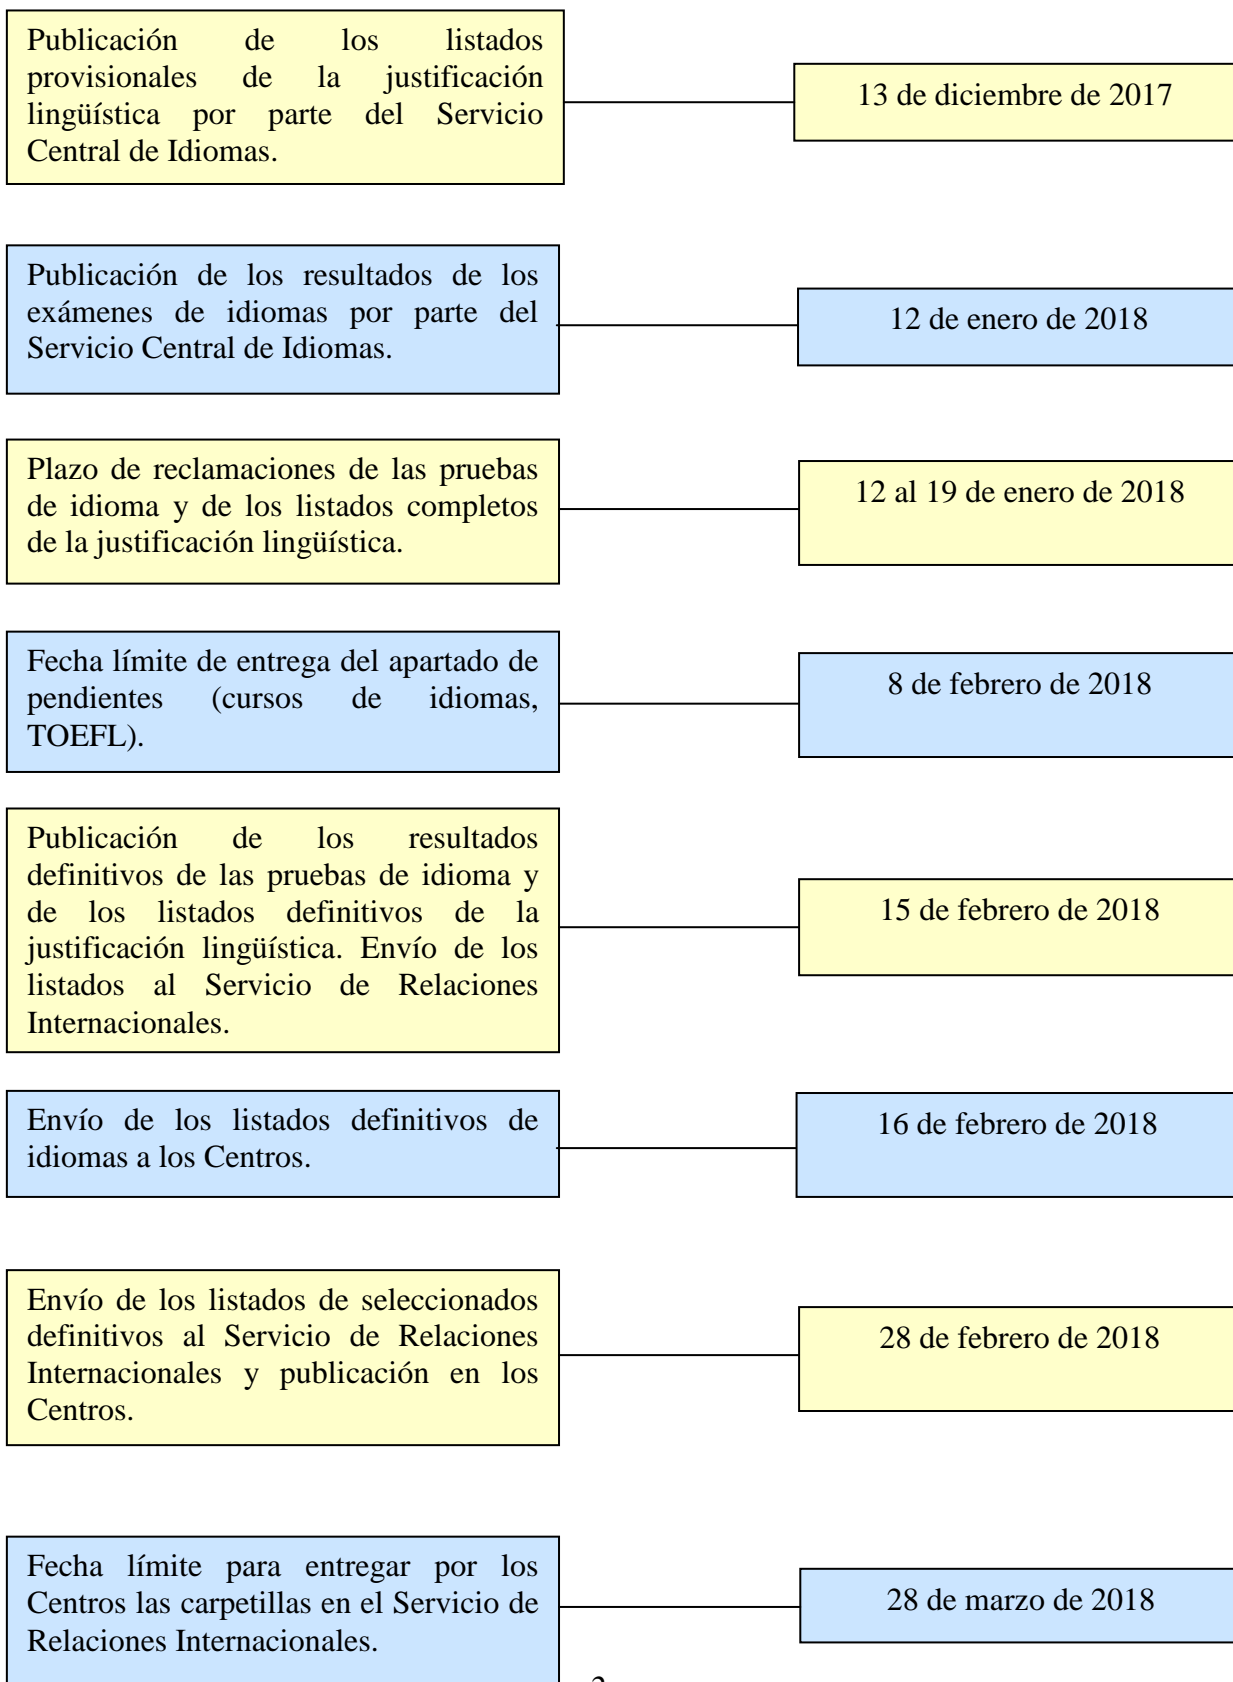 Publicación de los listados
provisionales de la justificación
lingüística por parte del Servicio
Central de Idiomas.
13 de diciembre de 2017
Publicación de los resultados de los
exámenes de idiomas por parte del
Servicio Central de Idiomas.
12 de enero de 2018
Plazo de reclamaciones de las pruebas
de idioma y de los listados completos
de la justificación lingüística.
12 al 19 de enero de 2018
Fecha límite de entrega del apartado de
pendientes (cursos de idiomas,
TOEFL).
8 de febrero de 2018
Publicación de los resultados
definitivos de las pruebas de idioma y
de los listados definitivos de la
justificación lingüística. Envío de los
listados al Servicio de Relaciones
Internacionales.
15 de febrero de 2018
Envío de los listados definitivos de
idiomas a los Centros.
16 de febrero de 2018
Envío de los listados de seleccionados
definitivos al Servicio de Relaciones
Internacionales y publicación en los
Centros.
28 de febrero de 2018
Fecha límite para entregar por los
Centros las carpetillas en el Servicio de
Relaciones Internacionales.
28 de marzo de 2018